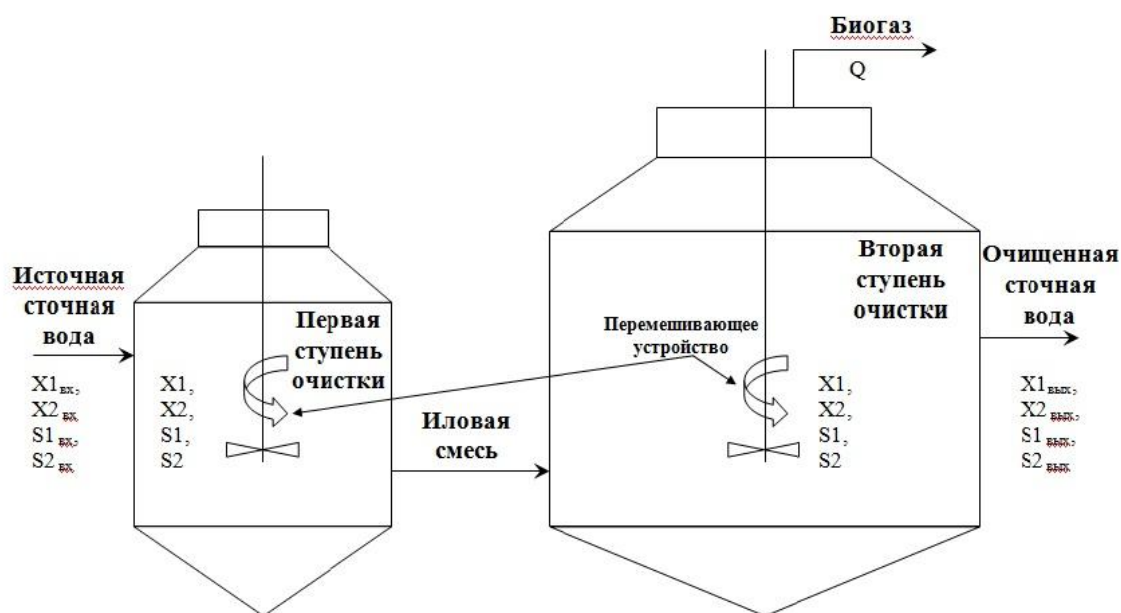 Биогаз
Q
Источная
сточная
вода
X1вх,
X2вх
S1вх,
S2вх
Первая
ступень
очистки
X1,
X2,
S1,
S2
Иловая
смесь
Перемешивающее
устройство
Вторая
ступень
очистки
X1,
X2,
S1,
S2
Очищенная
сточная
вода
X1вых,
X2вых,
S1вых,
S2вых